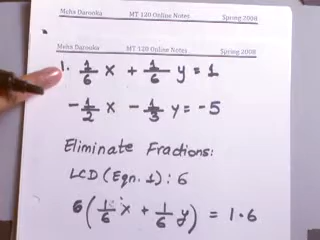 Mehs Darooka MT 120 Online Notes Spring 2008
Mehs Darooka MT 120 Online Notes Spring 2008
1. 1/6 x + 1/6 y = 1
-1/2 x - 1/3 y = -5
Eliminate Fractions:
LCD (Eqn. 1) : 6
6 ( 1/6 x + 1/6 y ) = 1·6